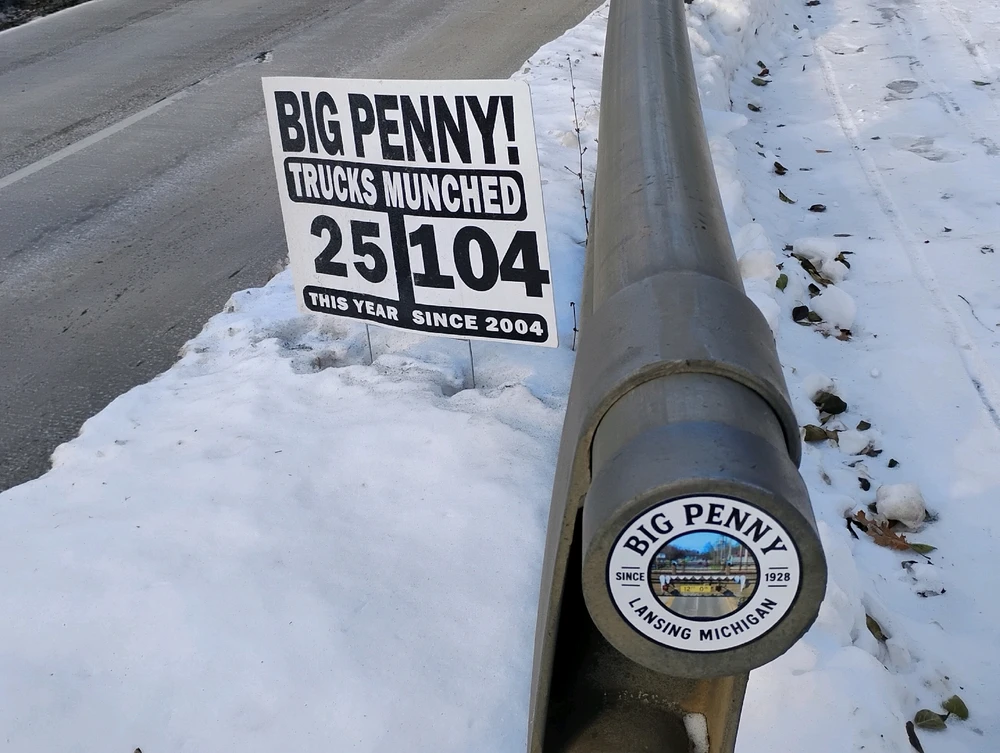 BIG PENNY!
TRUCKS MUNCHED
25 104
THIS YEAR SINCE 2004
BIG PENNY
SINCE 1928
LANSING MICHIGAN